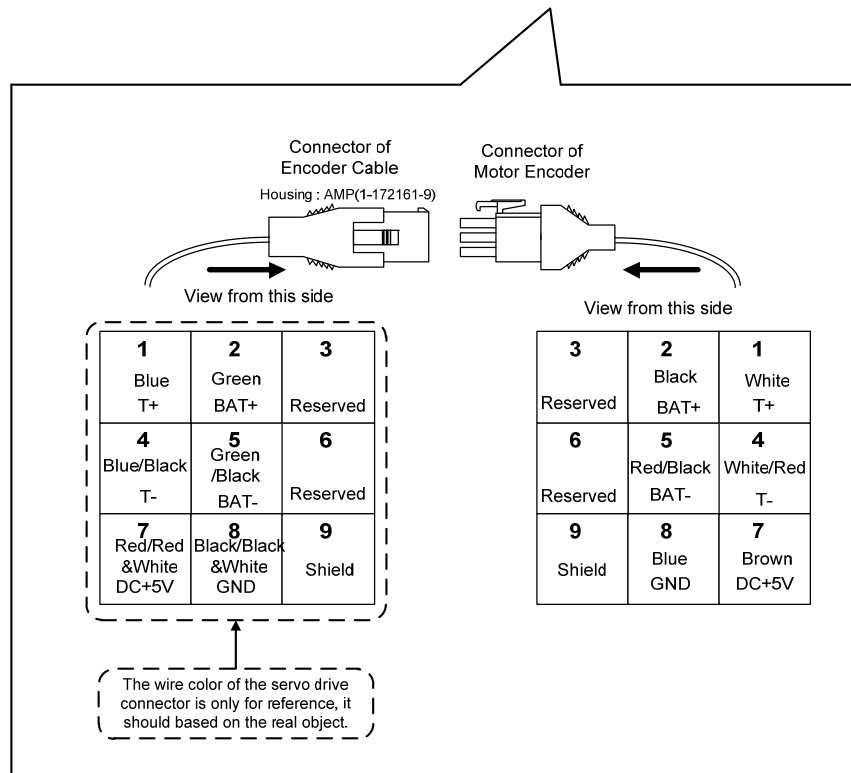 Connector of
Encoder Cable
Housing : AMP(1-172161-9)
Connector of
Motor Encoder
View from this side
View from this side
1
Blue
T+
2
Green
BAT+
3
Reserved
4
Blue/Black
T-
5
Green
/Black
BAT-
6
Reserved
7
Red/Red
&White
DC+5V
8
Black/Black
&White
GND
9
Shield
3
Reserved
2
Black
BAT+
1
White
T+
6
Reserved
5
Red/Black
BAT-
4
White/Red
T-
9
Shield
8
Blue
GND
7
Brown
DC+5V
The wire color of the servo drive
connector is only for reference, it
should based on the real object.